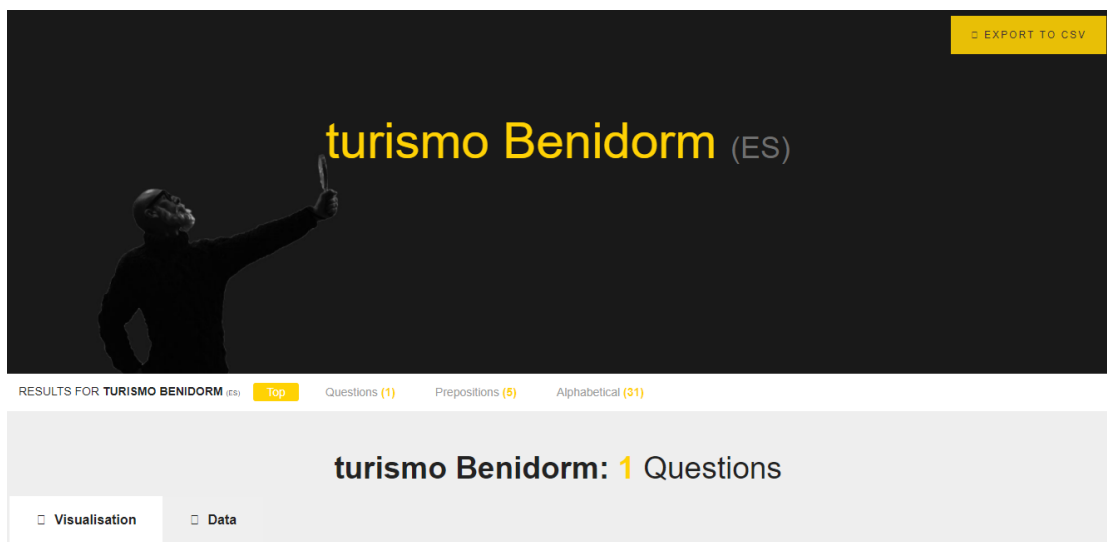 EXPORT TO CSV
turismo Benidorm (ES)
RESULTS FOR TURISMO BENIDORM (ES) Top Questions (1) Prepositions (5) Alphabetical (31)
turismo Benidorm: 1 Questions
Visualisation Data